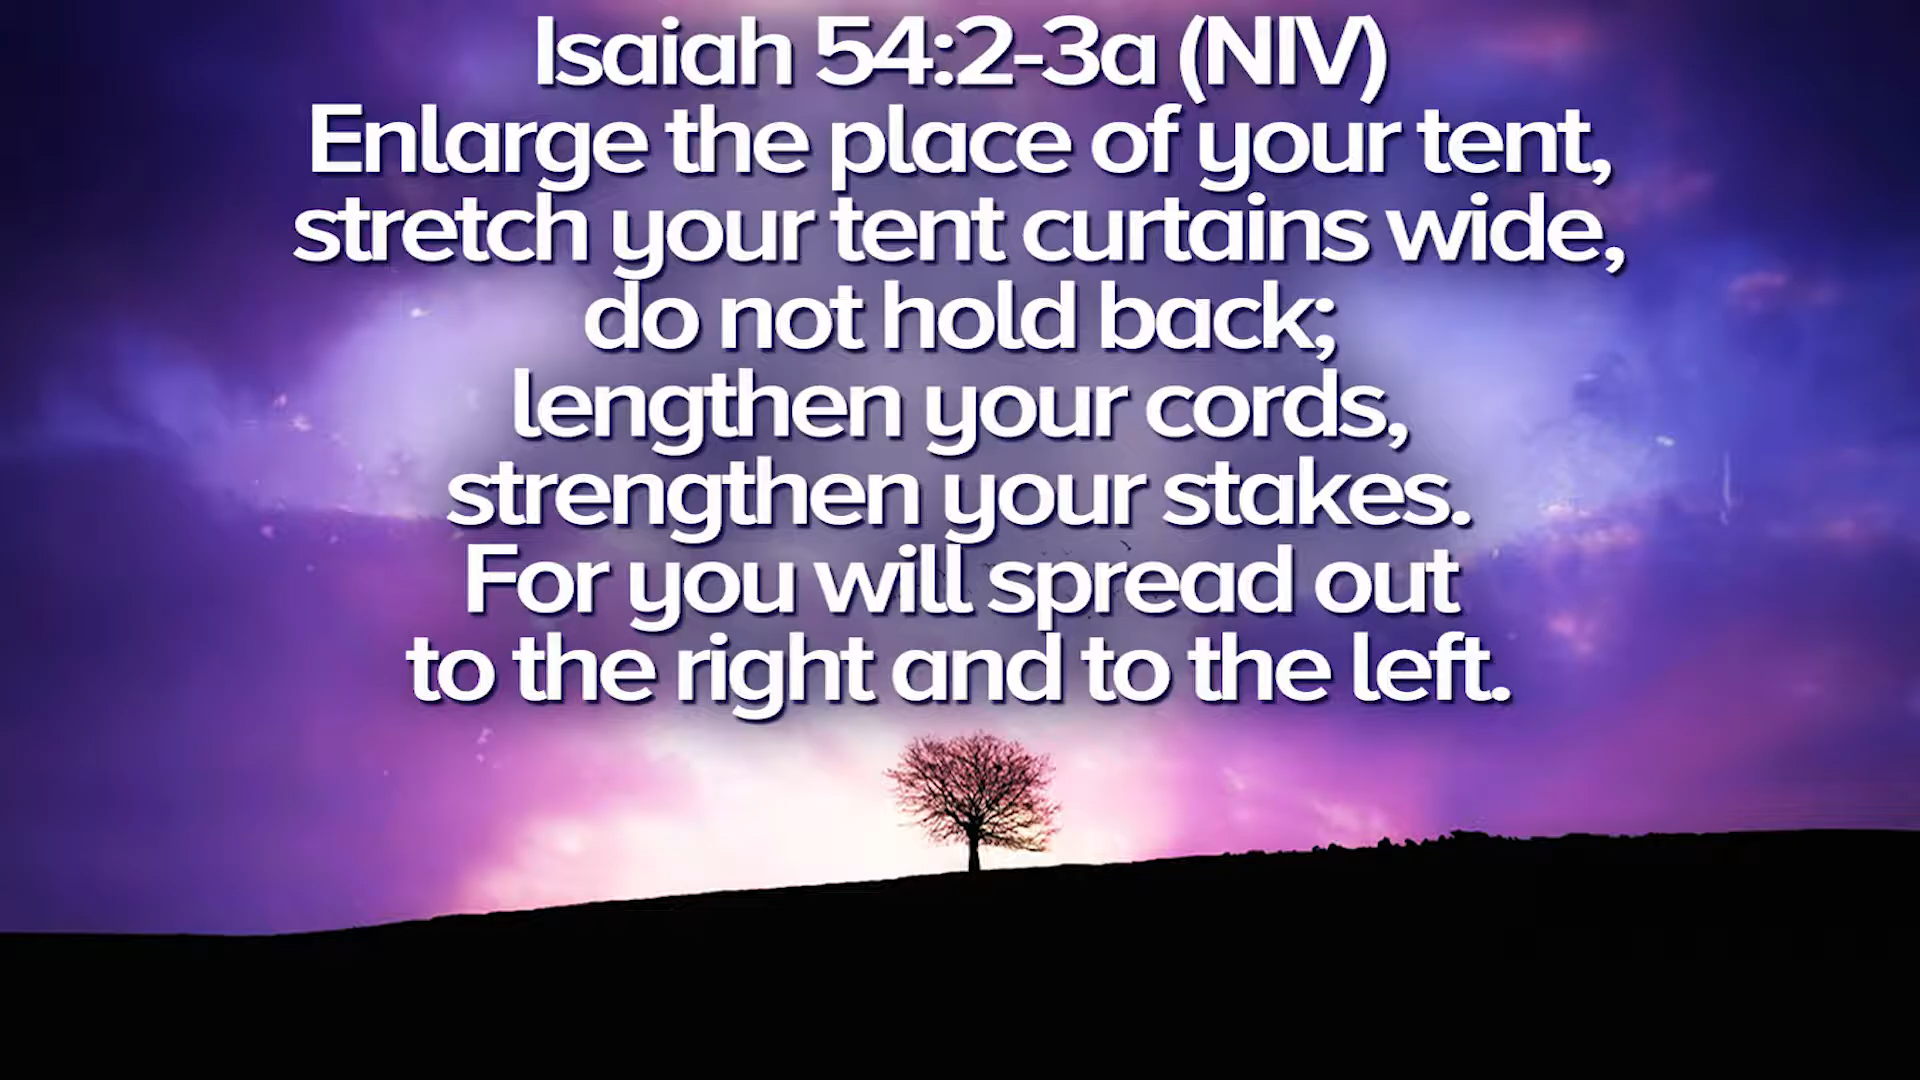 Isaiah 54:2-3a (NIV)
Enlarge the place of your tent,
stretch your tent curtains wide,
do not hold back;
lengthen your cords,
strengthen your stakes.
For you will spread out
to the right and to the left.